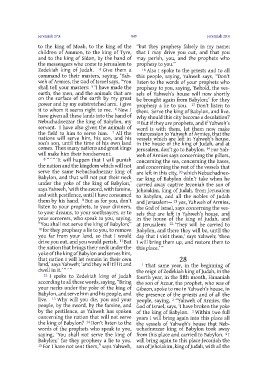 Jeremiah 27:3
Jeremiah 28:6
to the king of Moab, to the king of the
children of Ammon, to the king of Tyre,
and to the king of Sidon, by the hand of
the messengers who come to Jerusalem to
Zedekiah king of Judah. 4 Give them a
command to their masters, saying, ‘Yah-
weh of Armies, the God of Israel says, “You
shall tell your masters: 5 ‘I have made the
earth, the men, and the animals that are
on the surface of the earth by my great
power and by my outstretched arm. I give
it to whom it seems right to me. 6 Now I
have given all these lands into the hand of
Nebuchadnezzar the king of Babylon, my
servant. I have also given the animals of
the field to him to serve him. 7 All the
nations will serve him, his son, and his
son’s son, until the time of his own land
comes. Then many nations and great kings
will make him their bondservant.
8 “ ‘ “ ‘It will happen that I will punish
the nation and the kingdom which will not
serve the same Nebuchadnezzar king of
Babylon, and that will not put their neck
under the yoke of the king of Babylon,’
says Yahweh, ‘with the sword, with famine,
and with pestilence, until I have consumed
them by his hand. 9 But as for you, don’t
listen to your prophets, to your diviners,
to your dreams, to your soothsayers, or to
your sorcerers, who speak to you, saying,
“You shall not serve the king of Babylon;”
10 for they prophesy a lie to you, to remove
you far from your land, so that I would
drive you out, and you would perish. 11 But
the nation that brings their neck under the
yoke of the king of Babylon and serves him,
that nation I will let remain in their own
land,’ says Yahweh; ‘and they will till it and
dwell in it.’ ” ’ ”
12 I spoke to Zedekiah king of Judah
according to all these words, saying, “Bring
your necks under the yoke of the king of
Babylon, and serve him and his people, and
live. 13 Why will you die, you and your
people, by the sword, by the famine, and
by the pestilence, as Yahweh has spoken
concerning the nation that will not serve
the king of Babylon? 14 Don’t listen to the
words of the prophets who speak to you,
saying, ‘You shall not serve the king of
Babylon;’ for they prophesy a lie to you.
15 For I have not sent them,” says Yahweh,
“but they prophesy falsely in my name;
that I may drive you out, and that you
may perish, you, and the prophets who
prophesy to you.”
16 Also I spoke to the priests and to all
this people, saying, Yahweh says, “Don’t
listen to the words of your prophets who
prophesy to you, saying, ‘Behold, the ves-
sels of Yahweh’s house will now shortly
be brought again from Babylon;’ for they
prophesy a lie to you. 17 Don’t listen to
them. Serve the king of Babylon, and live.
Why should this city become a desolation?
18 But if they are prophets, and if Yahweh’s
word is with them, let them now make
intercession to Yahweh of Armies, that the
vessels which are left in Yahweh’s house,
in the house of the king of Judah, and at
Jerusalem, don’t go to Babylon. 19 For Yah-
weh of Armies says concerning the pillars,
concerning the sea, concerning the bases,
and concerning the rest of the vessels that
are left in this city, 20 which Nebuchadnez-
zar king of Babylon didn’t take when he
carried away captive Jeconiah the son of
Jehoiakim, king of Judah, from Jerusalem
to Babylon, and all the nobles of Judah
and Jerusalem— 21 yes, Yahweh of Armies,
the God of Israel, says concerning the ves-
sels that are left in Yahweh’s house, and
in the house of the king of Judah, and
at Jerusalem: 22 ‘They will be carried to
Babylon, and there they will be, until the
day that I visit them,’ says Yahweh; ‘then
I will bring them up, and restore them to
this place.’ ”
28
1 That same year, in the beginning of
the reign of Zedekiah king of Judah, in the
fourth year, in the fifth month, Hananiah
the son of Azzur, the prophet, who was of
Gibeon, spoke to me in Yahweh’s house, in
the presence of the priests and of all the
people, saying, 2 “Yahweh of Armies, the
God of Israel, says, ‘I have broken the yoke
of the king of Babylon. 3 Within two full
years I will bring again into this place all
the vessels of Yahweh’s house that Neb-
uchadnezzar king of Babylon took away
from this place and carried to Babylon. 4 I
will bring again to this place Jeconiah the
son of Jehoiakim, king of Judah, with all the